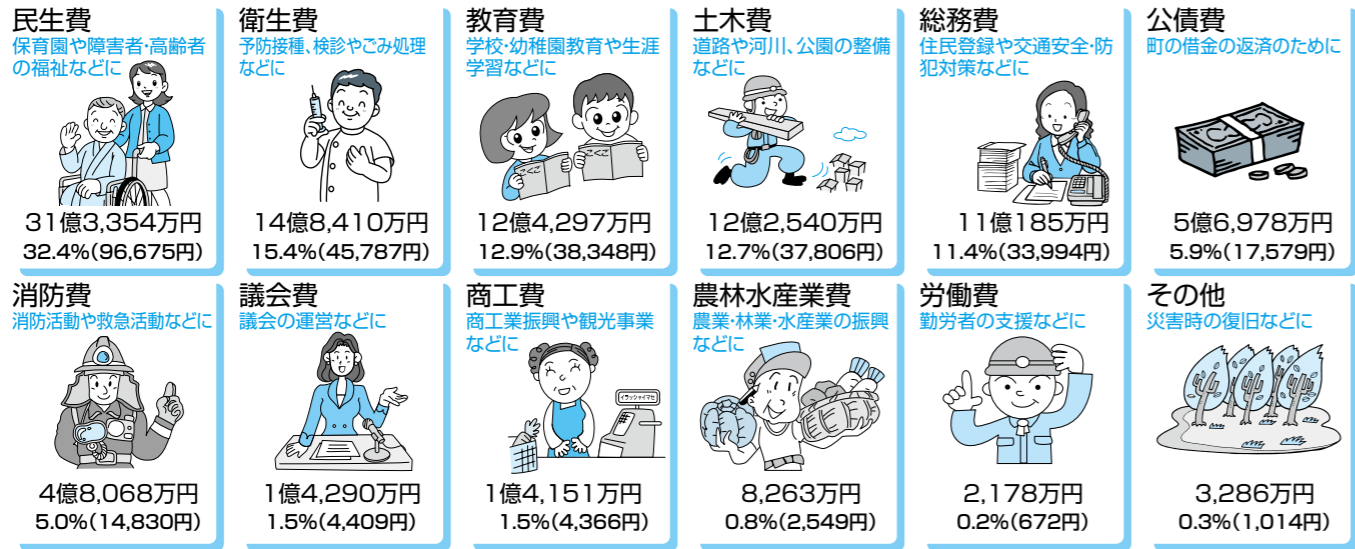 民生費
保育園や障害者・高齢者
の福祉などに
31億3,354万円
32.4%(96,675円)
衛生費
予防接種、検診やごみ処理
などに
14億8,410万円
15.4%(45,787円)
教育費
学校・幼稚園教育や生涯
学習などに
こくご
こくご
12億4,297万円
12.9%(38,348円)
土木費
道路や河川、公園の整備
などに
12億2,540万円
12.7%(37,806円)
総務費
住民登録や交通安全・防
犯対策などに
11億185万円
11.4%(33,994円)
公債費
町の借金の返済のために
5億6,978万円
5.9%(17,579円)
消防費
消防活動や救急活動などに
4億8,068万円
5.0%(14,830円)
議会費
議会の運営などに
1億4,290万円
1.5%(4,409円)
商工費
商工業振興や観光事業
などに
イラッシャイマセ
1億4,151万円
1.5%(4,366円)
農林水産業費
農業・林業・水産業の振興
などに
8,263万円
0.8%(2,549円)
労働費
勤労者の支援などに
2,178万円
0.2%(672円)
その他
災害時の復旧などに
3,286万円
0.3%(1,014円)